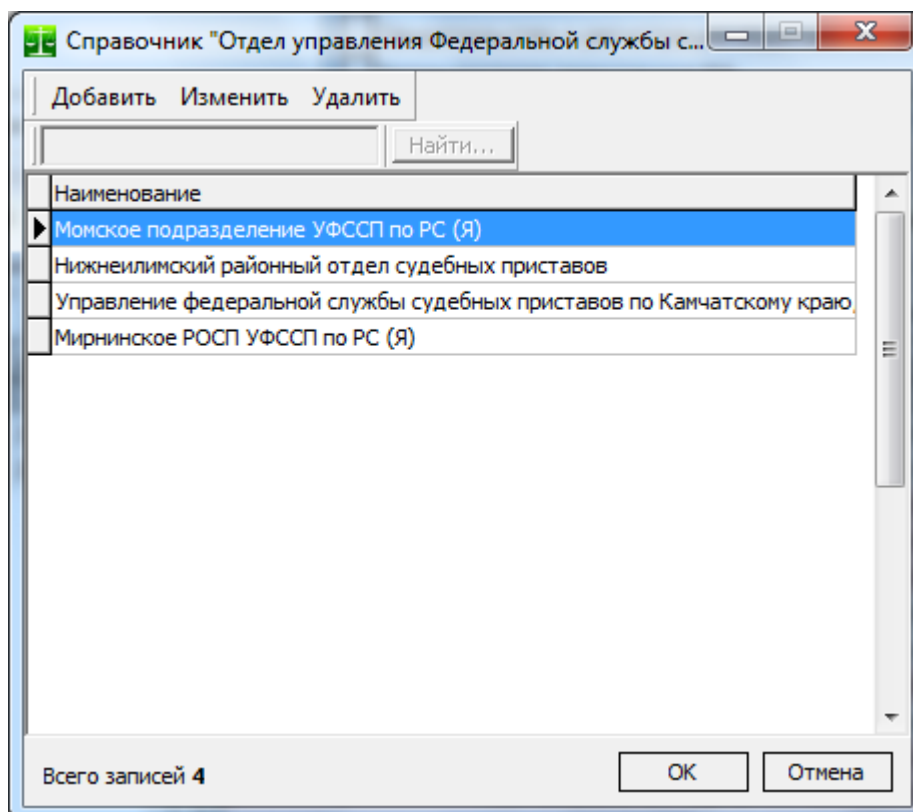 Справочник "Отдел управления Федеральной службы с...
Добавить Изменить Удалить
Найти...
Наименование
Момское подразделение УФССП по РС (Я)
Нижнеилимский районный отдел судебных приставов
Управление федеральной службы судебных приставов по Камчатскому краю,
Мирнинское РОСП УФССП по РС (Я)
Всего записей 4
OK Отмена